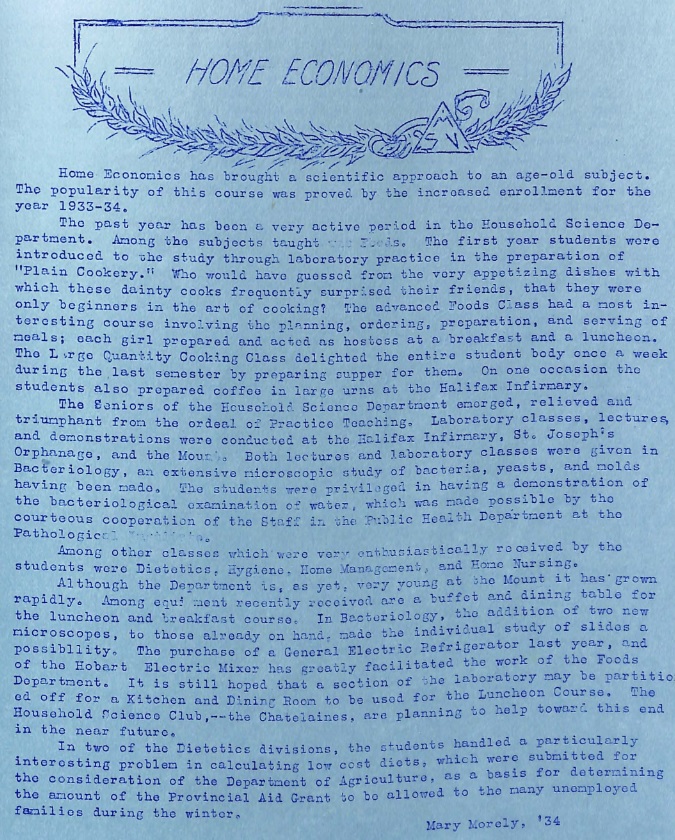 HOME ECONOMICS
MSV
Home Economics has brought a scientific approach to an age-old subject.
The popularity of this course was proved by the increased enrollment for the
year 1933-34.
The past year has been a very active period in the Household Science De-
partment. Among the subjects taught Foods. The first year students were
introduced to the study through laboratory practice in the preparation of
"Plain Cookery." Who would have guessed from the very appetizing dishes with
which these dainty cooks frequently surprised their friends, that they were
only beginners in the art of cooking? The advanced Foods Class had a most in-
teresting course involving the planning, ordering, preparation, and serving of
meals; each girl prepared and acted as hostess at a breakfast and a luncheon.
The Large Quantity Cooking Class delighted the entire student body once a week
during the last semester by preparing supper for them. On one occasion the
students also prepared coffee in large urns at the Halifax Infirmary.
The Seniors of the Household Science Department emerged, relieved and
triumphant from the ordeal of Practice Teaching. Laboratory classes, lectures,
and demonstrations were conducted at the Halifax Infirmary, St. Joseph's
Orphanage, and the Mount. Both lectures and laboratory classes were given in
Bacteriology, an extensive microscopic study of bacteria, yeasts, and molds
having been made. The students were privileged in having a demonstration of
the bacteriological examination of water, which was made possible by the
courteous cooperation of the Staff in the Public Health Department at the
Pathological
Among other classes which were very enthusiastically received by the
students were Dietetics, Hygiene, Home Management, and Home Nursing.
Although the Department is, as yet, very young at the Mount it has grown
rapidly. Among equi ment recently received are a buffet and dining table for
the luncheon and breakfast course. In Bacteriology, the addition of two new
microscopes, to those already on hand, made the individual study of slides a
possibility. The purchase of a General Electric Refrigerator last year, and
of the Hobart Electric Mixer has greatly facilitated the work of the Foods
Department. It is still hoped that a section of the laboratory may be partitio
ed off for a Kitchen and Dining Room to be used for the Luncheon Course. The
Household Science Club,--the Chatelaines, are planning to help toward this end
in the near future.
In two of the Dietetics divisions, the students handled a particularly
interesting problem in calculating low cost diets, which were submitted for
the consideration of the Department of Agriculture, as a basis for determining
the amount of the Provincial Aid Grant to be allowed to the many unemployed
families during the winter.
Mary Morely, '34